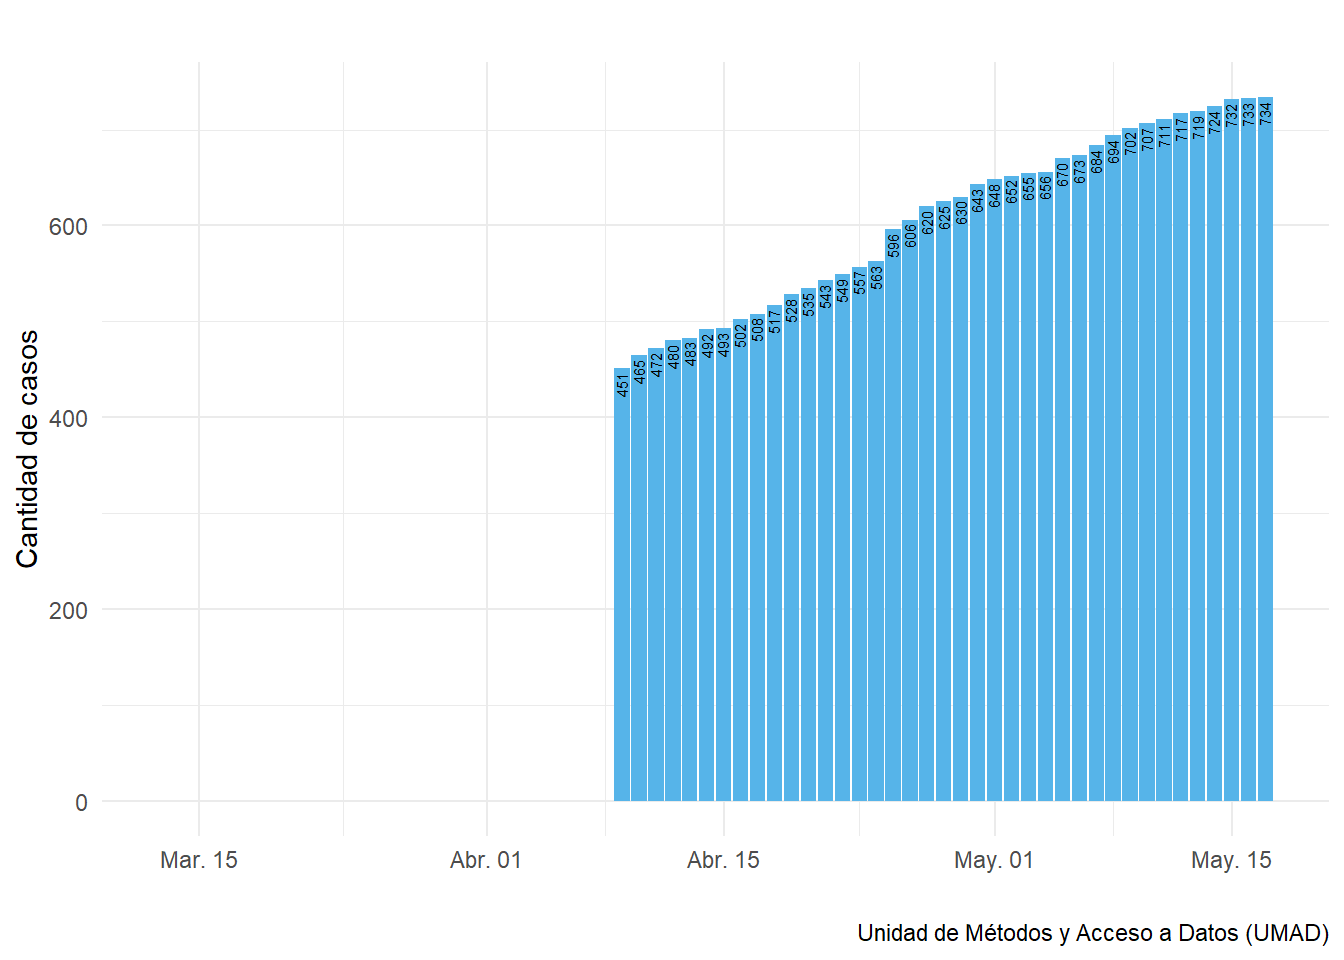 Cantidad de casos
600
400
200
0
451 465 472 480 483 492 493 502 508 517 528 535 543 549 557 563 596 606 620 625 630 643 648 652 655 656 670 673 684 694 702 707 711 717 719 724 732 733 734
Mar. 15 Abr. 01 Abr. 15 May. 01 May. 15
Unidad de Métodos y Acceso a Datos (UMAD)